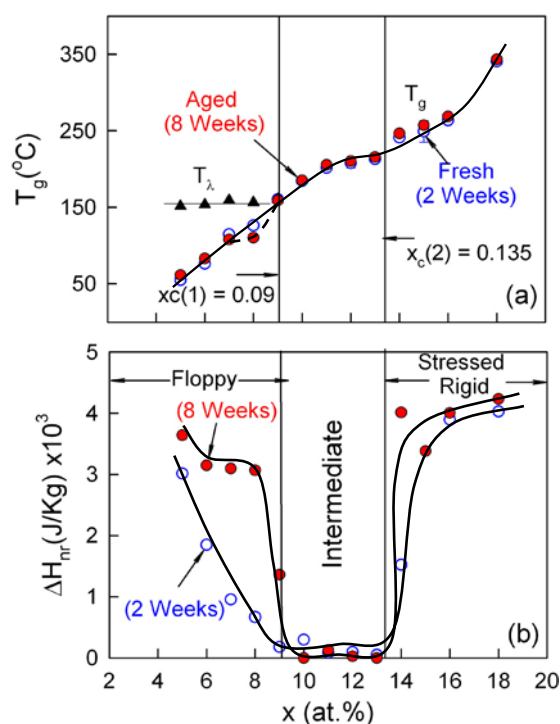 350
250
150
50
Tg(°C)
Aged
(8 Weeks)
Tλ
Tg
Fresh
(2 Weeks)
xc(1) = 0.09
xc(2) = 0.135
(a)
5
4
3
2
1
0
ΔHnr(J/Kg) x10³
Floppy
Stressed
Rigid
(8 Weeks)
(2 Weeks)
Intermediate
(b)
2 4 6 8 10 12 14 16 18 20
x (at.%)